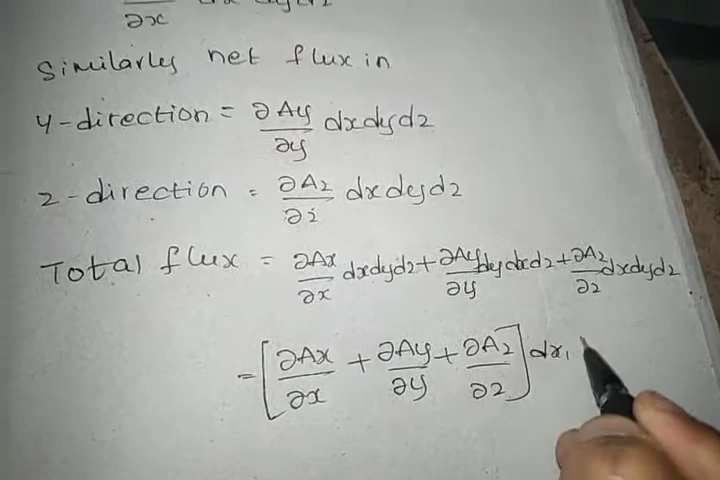 ∂x
Similarly net flux in
y-direction = ∂Ay/∂y dxdydz
z-direction = ∂Az/∂z dxdydz
Total flux = ∂Ax/∂x dxdydz + ∂Ay/∂y dydxdz + ∂Az/∂z dxdydz
= [∂Ax/∂x + ∂Ay/∂y + ∂Az/∂z] dx